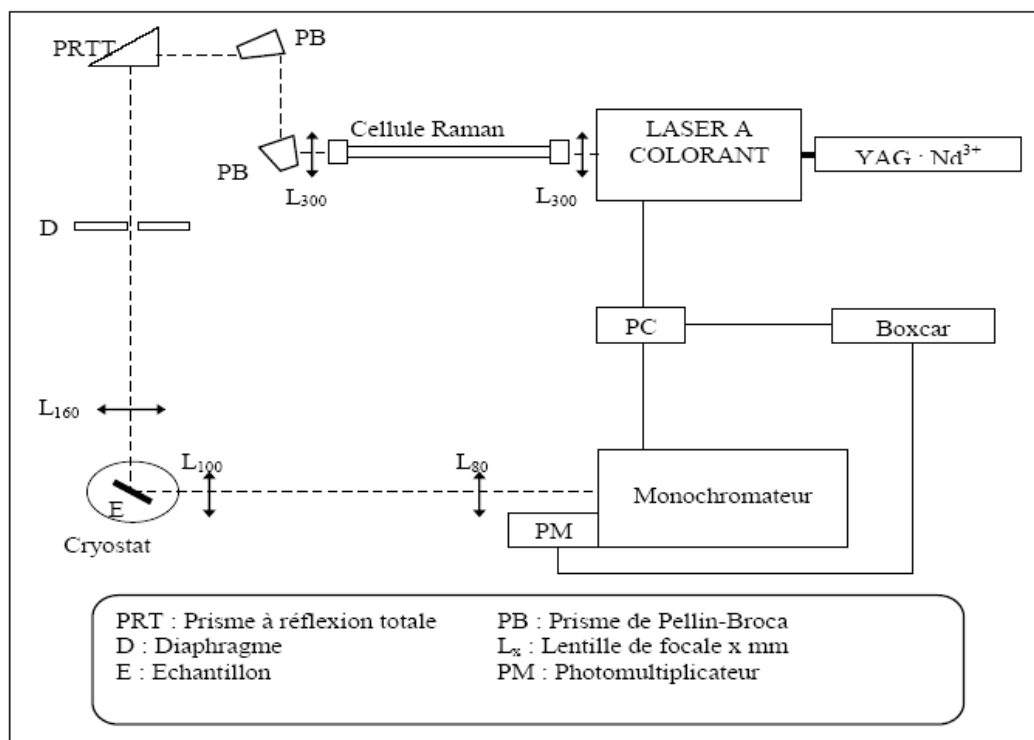 PRTT
PB
Cellule Raman
LASER A
COLORANT
YAG : Nd³⁺
PB
L₃₀₀
L₃₀₀
D
PC
Boxcar
L₁₆₀
L₁₀₀
L₈₀
E
Monochromateur
PM
Cryostat
PRT : Prisme à réflexion totale
PB : Prisme de Pellin-Broca
D : Diaphragme
Lₓ : Lentille de focale x mm
E : Echantillon
PM : Photomultiplicateur